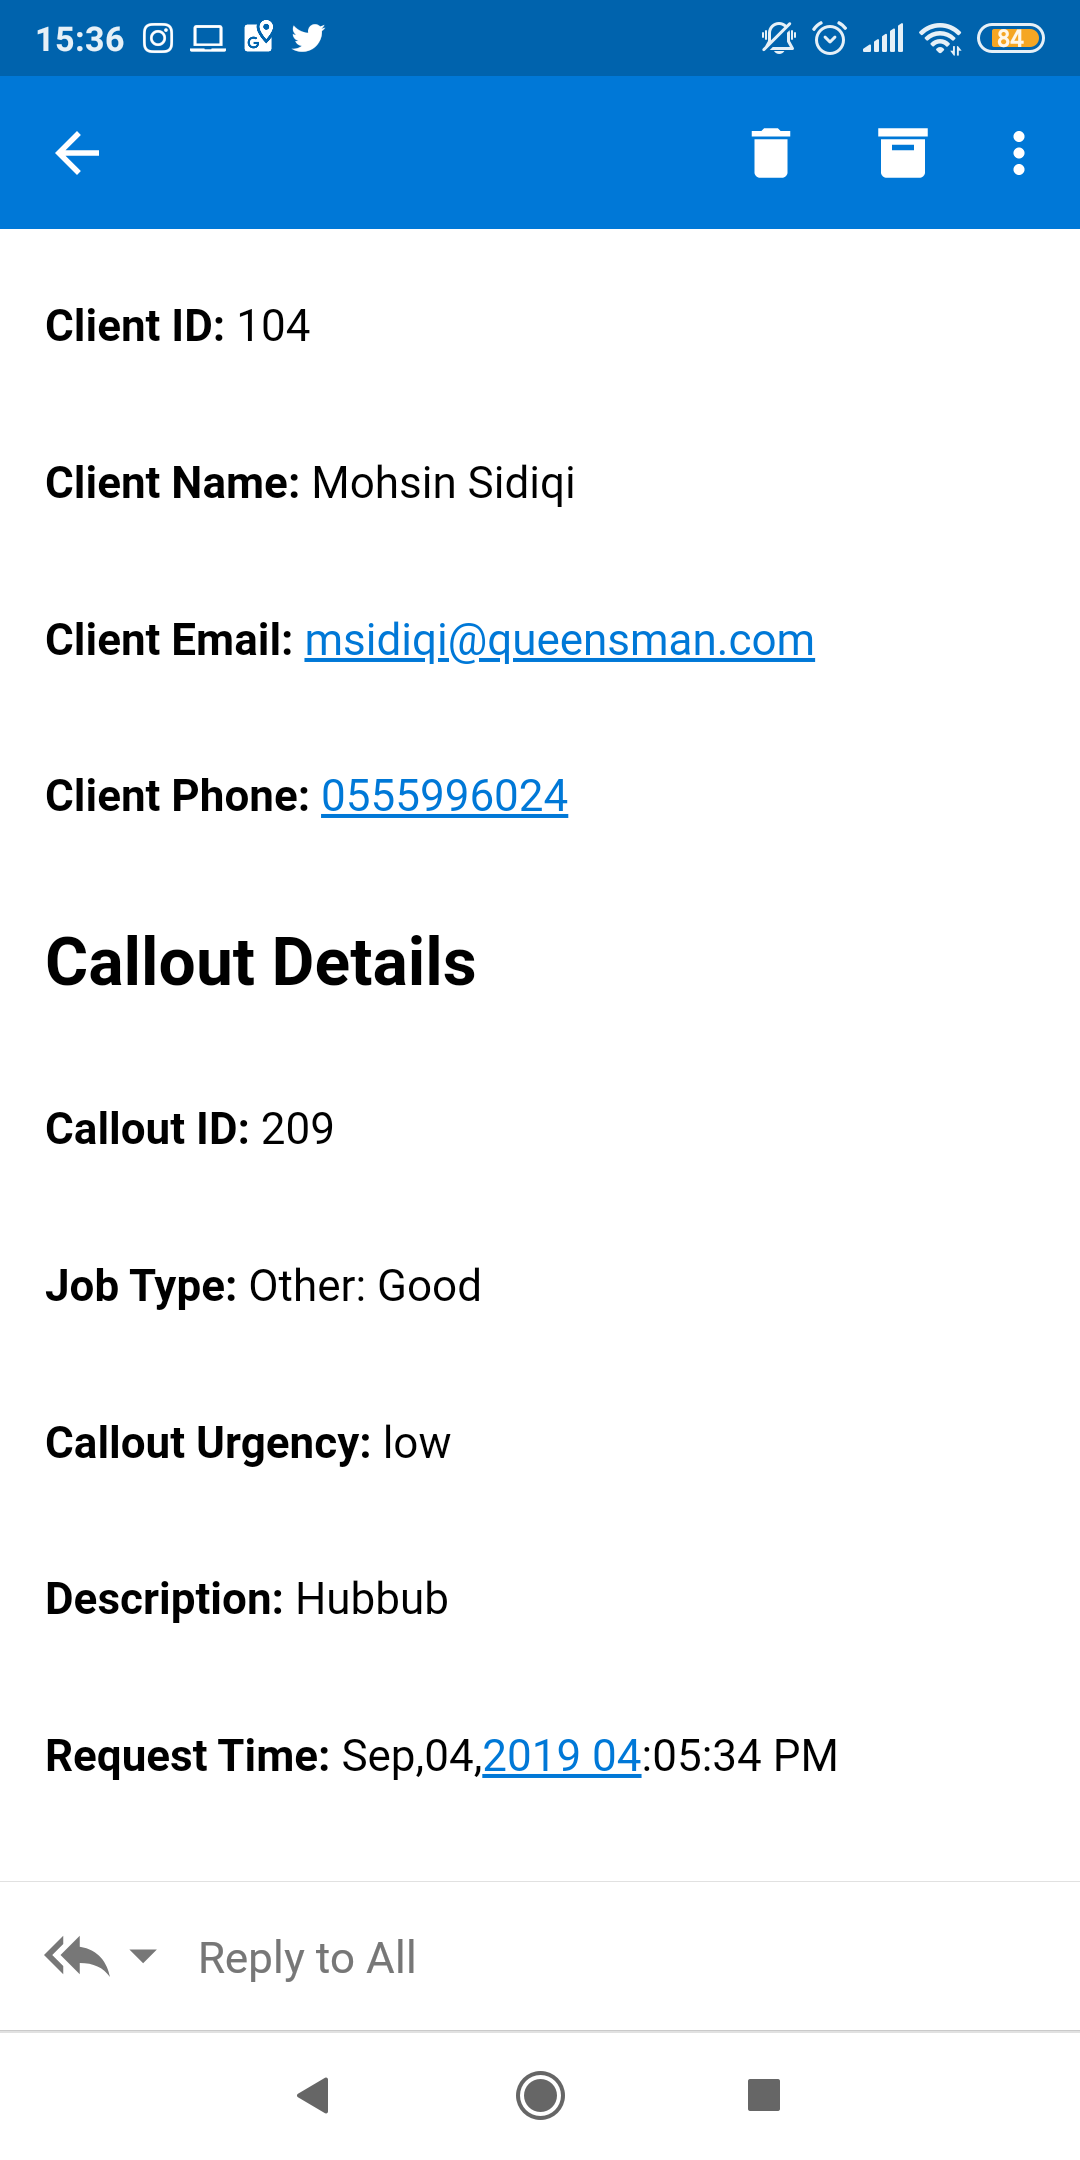 15:36
84
Client ID: 104
Client Name: Mohsin Sidiqi
Client Email: msidiqi@queensman.com
Client Phone: 0555996024
Callout Details
Callout ID: 209
Job Type: Other: Good
Callout Urgency: low
Description: Hubbub
Request Time: Sep,04,2019 04:05:34 PM
Reply to All